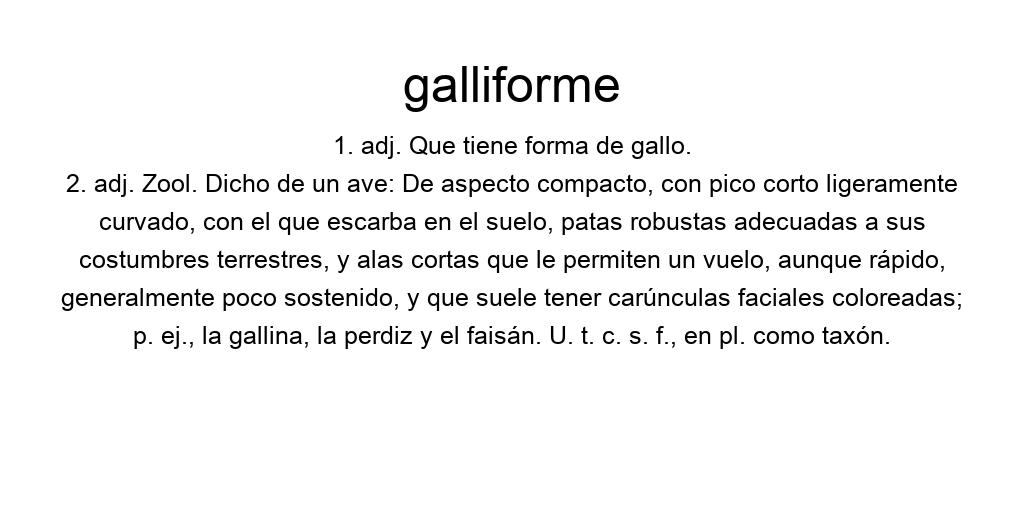 galliforme
1. adj. Que tiene forma de gallo.
2. adj. Zool. Dicho de un ave: De aspecto compacto, con pico corto ligeramente
curvado, con el que escarba en el suelo, patas robustas adecuadas a sus
costumbres terrestres, y alas cortas que le permiten un vuelo, aunque rápido,
generalmente poco sostenido, y que suele tener carúnculas faciales coloreadas;
p. ej., la gallina, la perdiz y el faisán. U. t. c. s. f., en pl. como taxón.